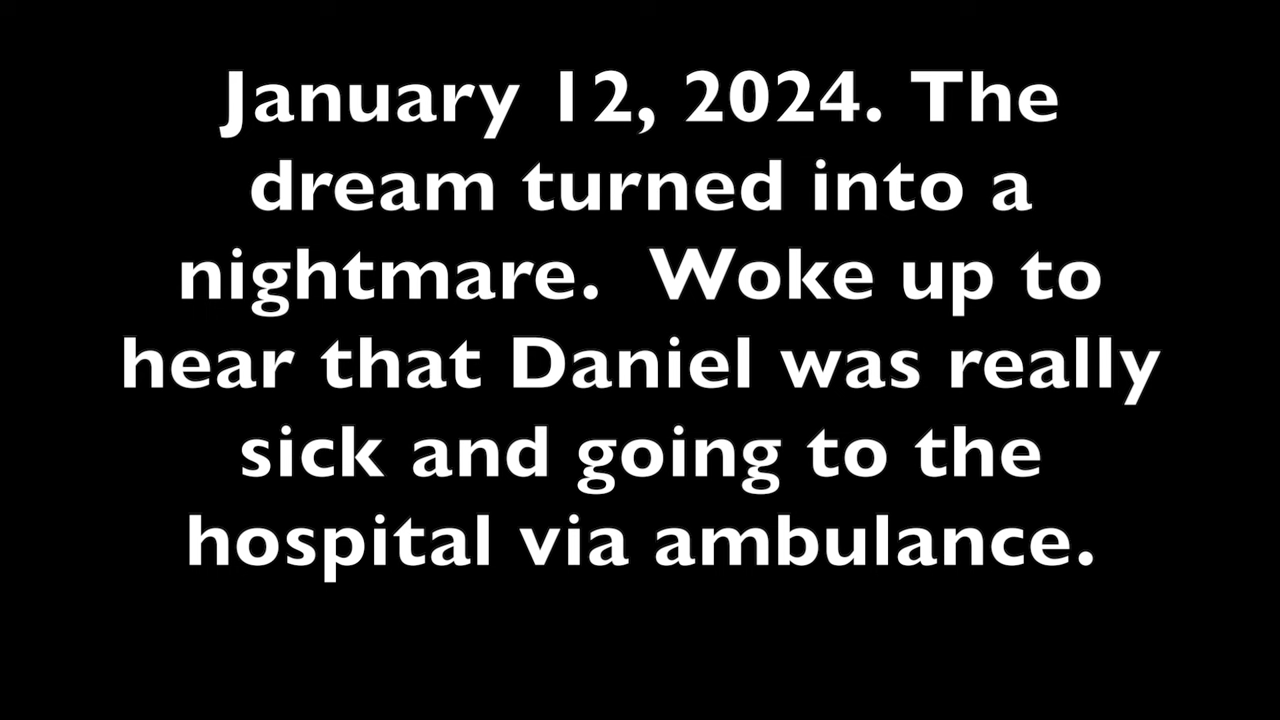 January 12, 2024. The
dream turned into a
nightmare.  Woke up to
hear that Daniel was really
sick and going to the
hospital via ambulance.